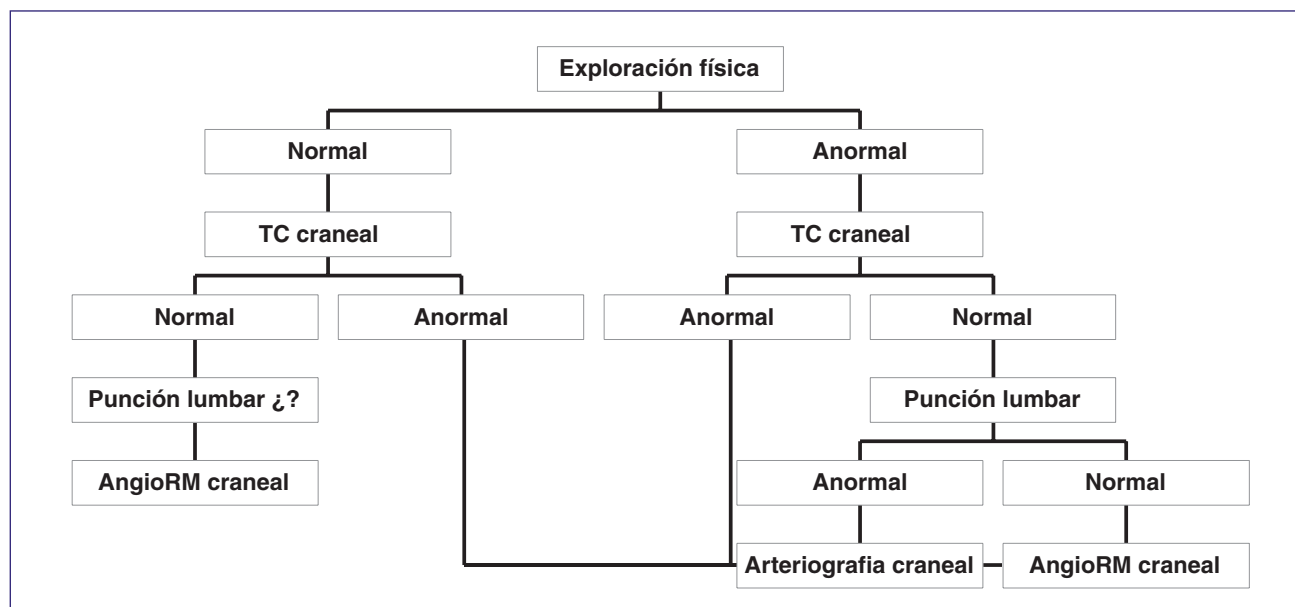 Exploración física
Normal
Anormal
TC craneal
TC craneal
Normal
Anormal
Anormal
Normal
Punción lumbar ¿?
Punción lumbar
AngioRM craneal
Anormal
Normal
Arteriografia craneal
AngioRM craneal